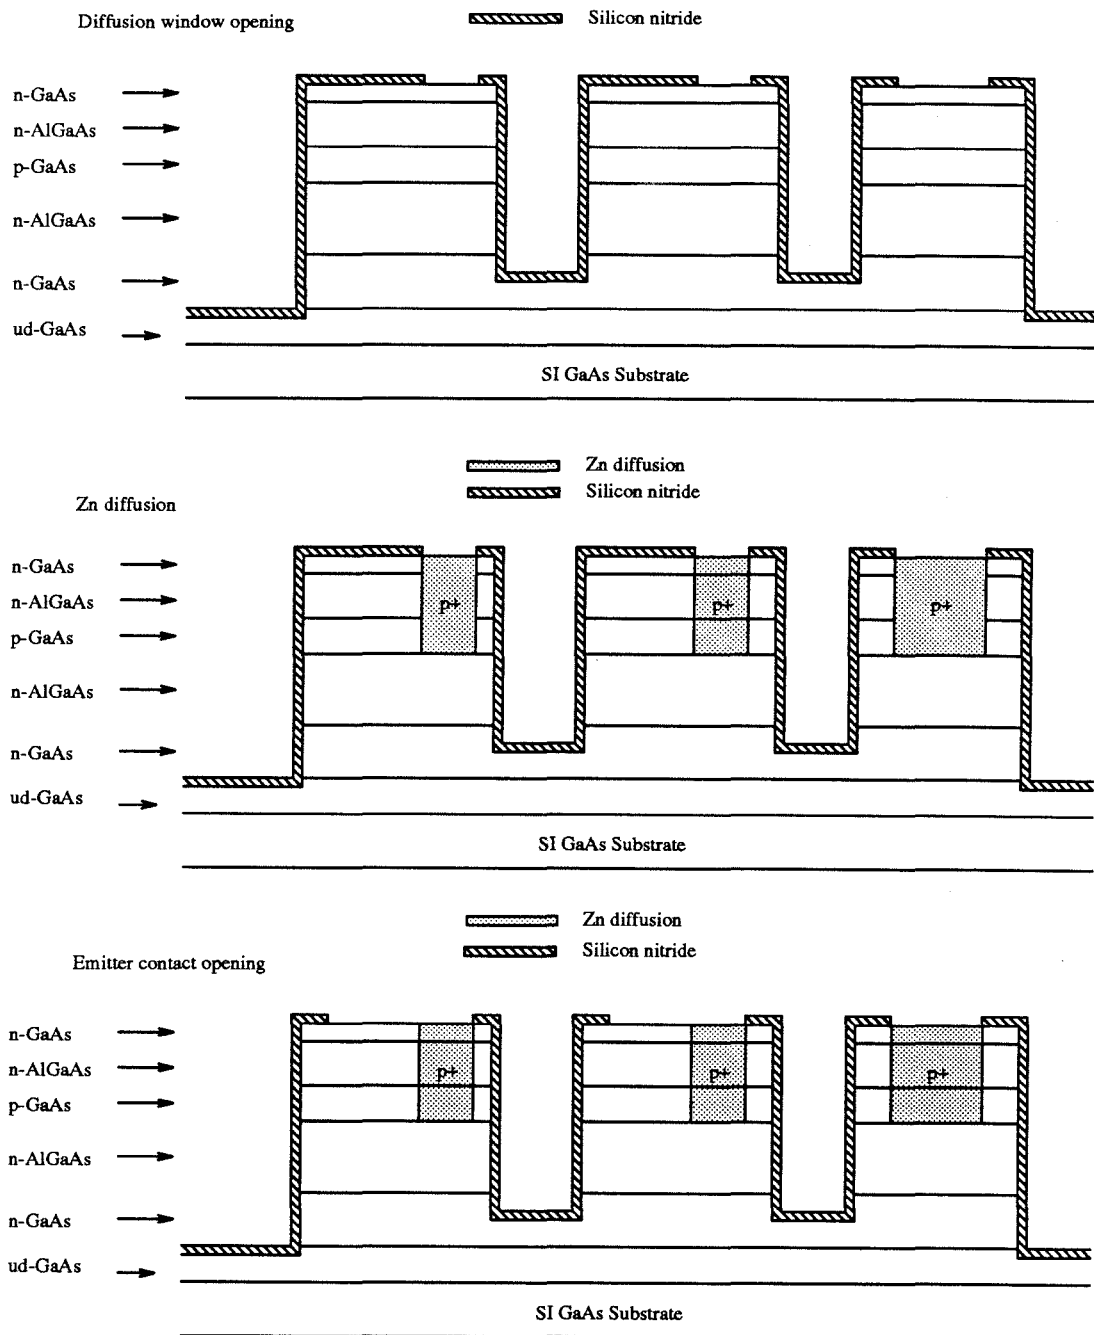 Diffusion window opening
Silicon nitride
n-GaAs
n-AlGaAs
p-GaAs
n-AlGaAs
n-GaAs
ud-GaAs
SI GaAs Substrate
Zn diffusion
Silicon nitride
Zn diffusion
n-GaAs
n-AlGaAs
p+ p+ p+
p-GaAs
n-AlGaAs
n-GaAs
ud-GaAs
SI GaAs Substrate
Zn diffusion
Silicon nitride
Emitter contact opening
n-GaAs
n-AlGaAs
p+ p+ p+
p-GaAs
n-AlGaAs
n-GaAs
ud-GaAs
SI GaAs Substrate